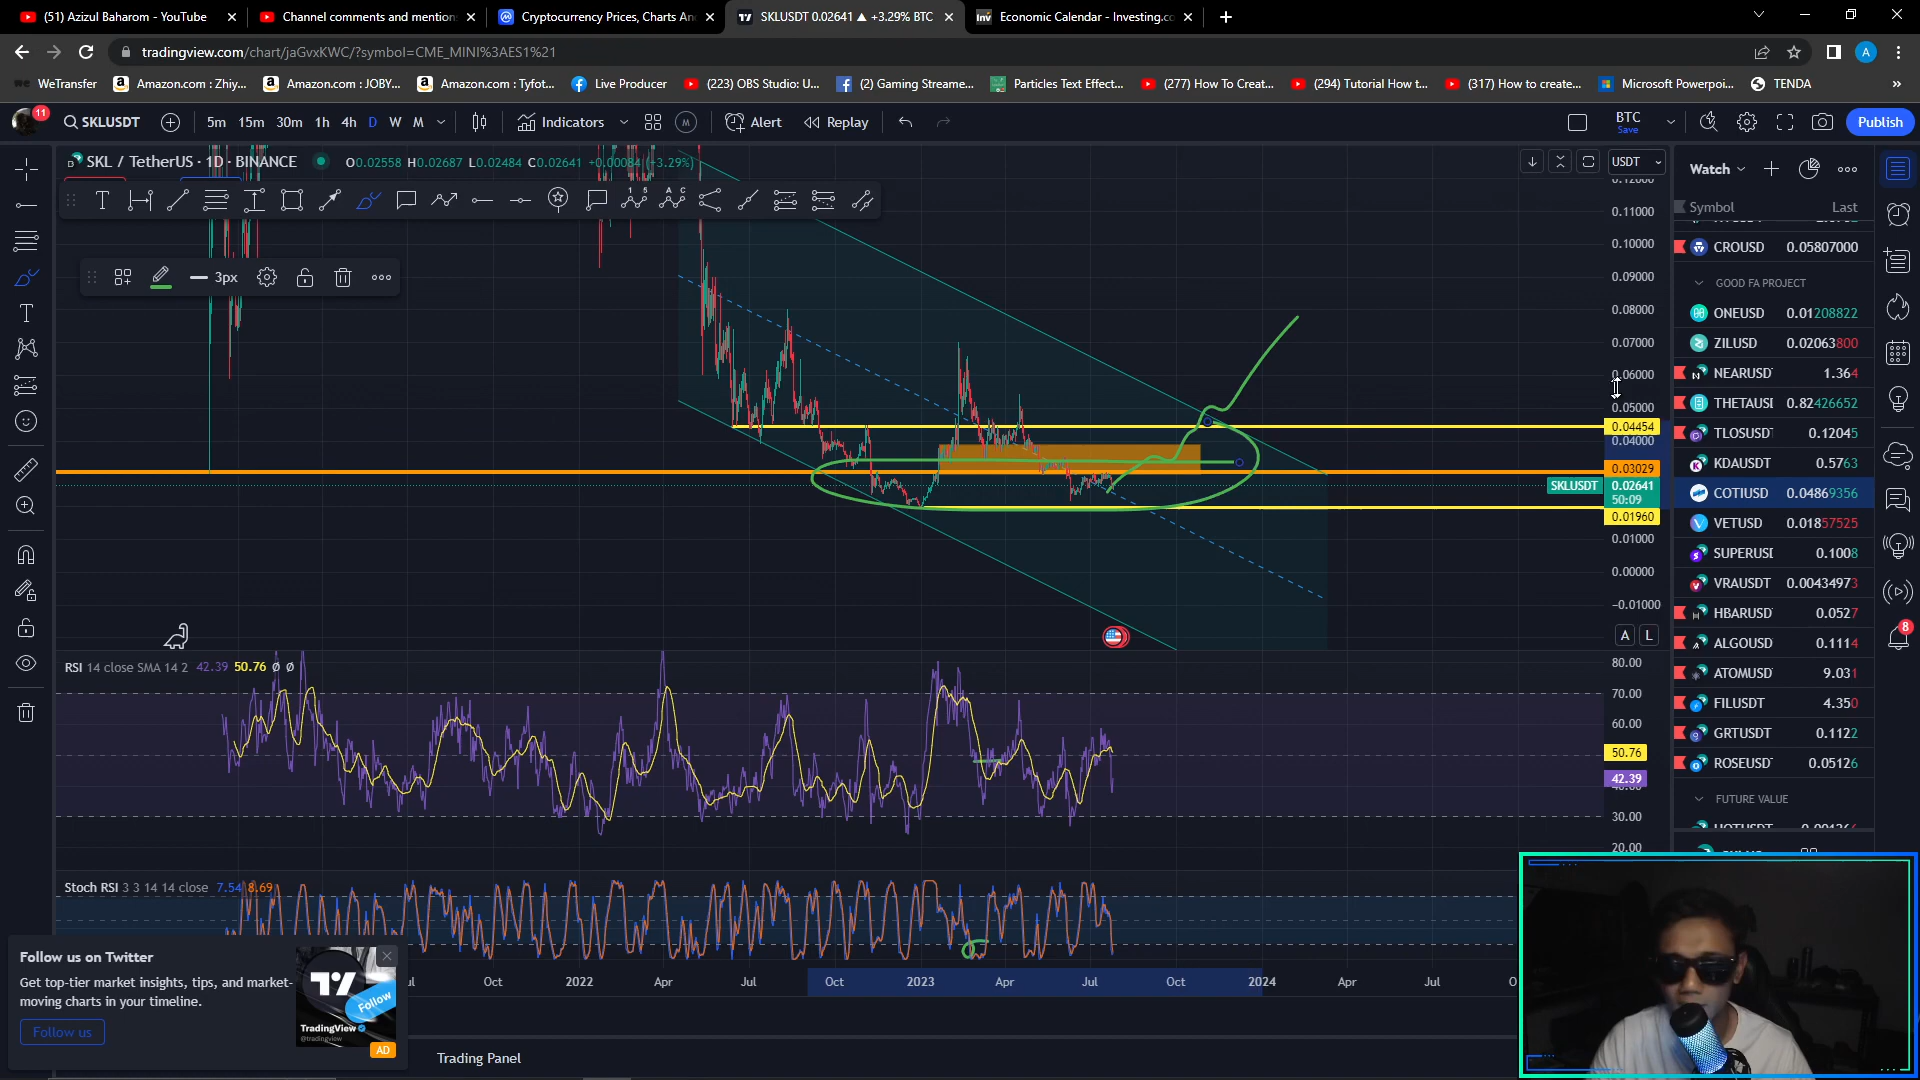 (51) Azizul Baharom - YouTube
Channel comments and mention
Cryptocurrency Prices, Charts An
SKLUSDT 0.02641 ▲ +3.29% BTC
Economic Calendar - Investing.co
tradingview.com/chart/jaGvxKWC/?symbol=CME_MINI%3AES1%21
WeTransfer
Amazon.com : Zhiy...
Amazon.com : JOBY...
Amazon.com : Tyfot...
Live Producer
(223) OBS Studio: U...
(2) Gaming Streame...
Particles Text Effect...
(277) How To Creat...
(294) Tutorial How t...
(317) How to create...
Microsoft Powerpoi...
TENDA
11
SKLUSDT
5m 15m 30m 1h 4h D W M
Indicators
Alert
Replay
BTC
Save
Publish
SKL / TetherUS · 1D · BINANCE
O0.02558 H0.02687 L0.02484 C0.02641 +0.00084 (+3.29%)
USDT
3px
0.12000
0.11000
0.10000
0.09000
0.08000
0.07000
0.06000
0.05000
0.04454
0.04000
0.03029
SKLUSDT 0.02641
50:09
0.01960
0.01000
0.00000
−0.01000
A L
Watch
Symbol Last
CROUSD 0.05807000
GOOD FA PROJECT
ONEUSD 0.01208822
ZILUSD 0.02063800
NEARUSD 1.364
THETAUSI 0.82426652
TLOSUSD 0.12045
KDAUSDT 0.5763
COTIUSD 0.04869356
VETUSD 0.01857525
SUPERUSI 0.1008
VRAUSDT 0.00434973
HBARUSD 0.0527
ALGOUSD 0.1114
ATOMUSD 9.031
FILUSDT 4.350
GRTUSDT 0.1122
ROSEUSD 0.05126
FUTURE VALUE
8
RSI 14 close SMA 14 2 42.39 50.76 ø ø
80.00
70.00
60.00
50.76
42.39
30.00
20.00
Stoch RSI 3 3 14 14 close 7.54 8.69
Oct 2022 Apr Jul Oct 2023 Apr Jul Oct 2024 Apr Jul
Follow us on Twitter
Get top-tier market insights, tips, and market-
moving charts in your timeline.
Follow us
Follow
TradingView
@tradingview
AD
Trading Panel